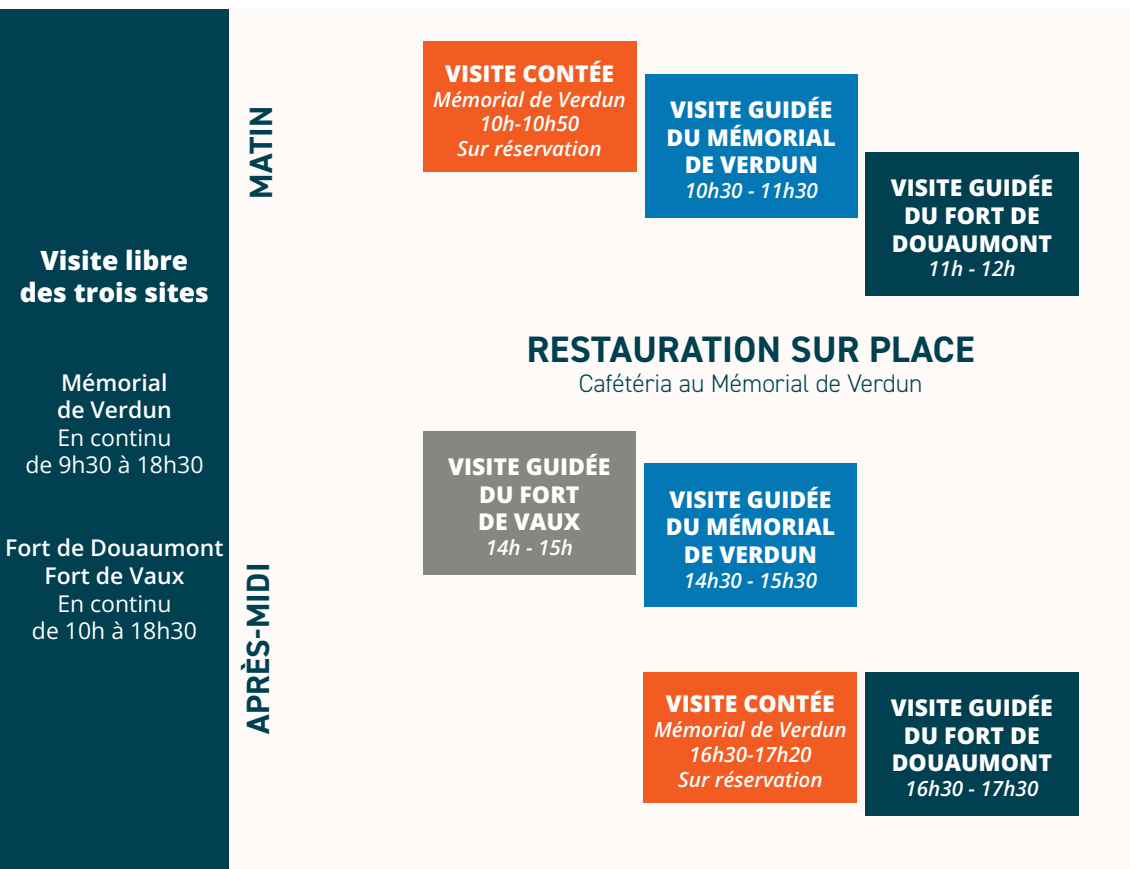 Visite libre
des trois sites
Mémorial
de Verdun
En continu
de 9h30 à 18h30
Fort de Douaumont
Fort de Vaux
En continu
de 10h à 18h30
MATIN
VISITE CONTÉE
Mémorial de Verdun
10h-10h50
Sur réservation
VISITE GUIDÉE
DU MÉMORIAL
DE VERDUN
10h30 - 11h30
VISITE GUIDÉE
DU FORT DE
DOUAUMONT
11h - 12h
RESTAURATION SUR PLACE
Cafétéria au Mémorial de Verdun
APRÈS-MIDI
VISITE GUIDÉE
DU FORT
DE VAUX
14h - 15h
VISITE GUIDÉE
DU MÉMORIAL
DE VERDUN
14h30 - 15h30
VISITE CONTÉE
Mémorial de Verdun
16h30-17h20
Sur réservation
VISITE GUIDÉE
DU FORT DE
DOUAUMONT
16h30 - 17h30